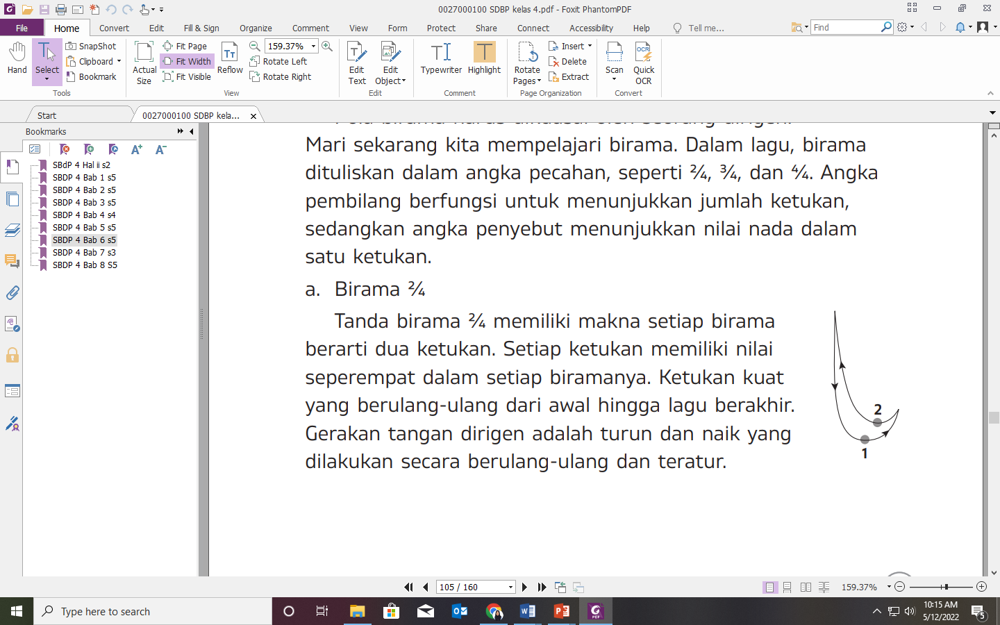 0027000100 SDBP kelas 4.pdf - Foxit PhantomPDF
File Home Convert Edit Fill & Sign Organize Comment View Form Protect Share Connect Accessibility Help Tell me... Find
Hand
Select
SnapShot
Clipboard
Bookmark
Tools
Actual Size
Fit Page
Fit Width
Fit Visible
Reflow
159.37%
Rotate Left
Rotate Right
View
Edit Text
Edit Object
Edit
Typewriter
Highlight
Comment
Rotate Pages
Insert
Delete
Extract
Page Organization
Scan
Quick OCR
Convert
Start
0027000100 SDBP kela...
Bookmarks
SBdP 4 Hal ii s2
SBDP 4 Bab 1 s5
SBDP 4 Bab 2 s5
SBDP 4 Bab 3 s5
SBDP 4 Bab 4 s4
SBDP 4 Bab 5 s5
SBDP 4 Bab 6 s5
SBDP 4 Bab 7 s3
SBDP 4 Bab 8 S5
Mari sekarang kita mempelajari birama. Dalam lagu, birama
dituliskan dalam angka pecahan, seperti 2/4, 3/4, dan 4/4. Angka
pembilang berfungsi untuk menunjukkan jumlah ketukan,
sedangkan angka penyebut menunjukkan nilai nada dalam
satu ketukan.
a. Birama 2/4
Tanda birama 2/4 memiliki makna setiap birama
berarti dua ketukan. Setiap ketukan memiliki nilai
seperempat dalam setiap biramanya. Ketukan kuat
yang berulang-ulang dari awal hingga lagu berakhir.
Gerakan tangan dirigen adalah turun dan naik yang
dilakukan secara berulang-ulang dan teratur.
2
1
105 / 160
159.37%
Type here to search
10:15 AM
5/12/2022
5